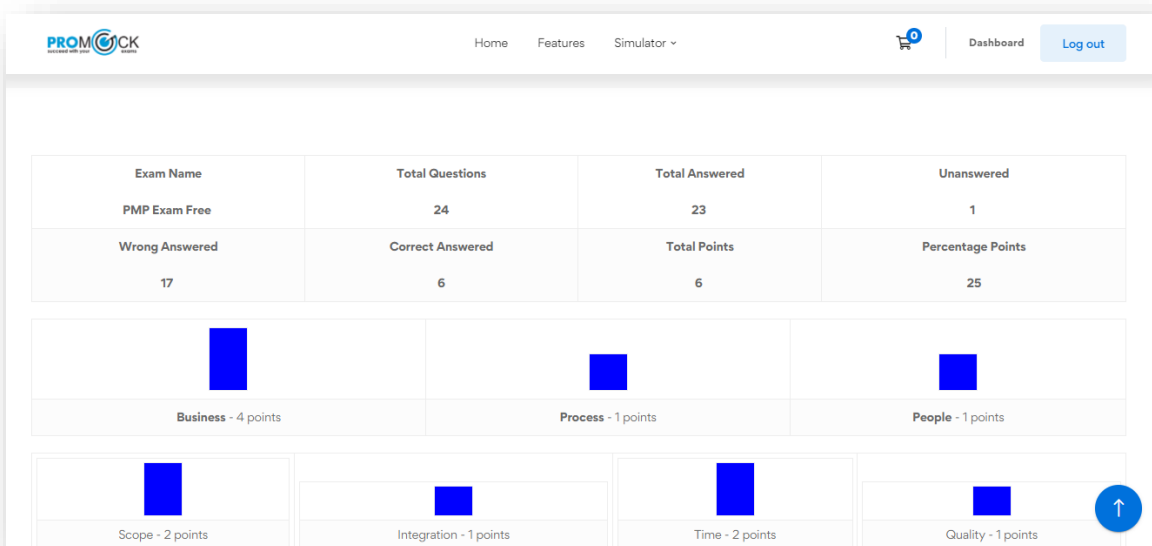 PROMOCK
succeed with your exams
Home Features Simulator
0
Dashboard
Log out
Exam Name Total Questions Total Answered Unanswered
PMP Exam Free 24 23 1
Wrong Answered Correct Answered Total Points Percentage Points
17 6 6 25
Business - 4 points Process - 1 points People - 1 points
Scope - 2 points Integration - 1 points Time - 2 points Quality - 1 points